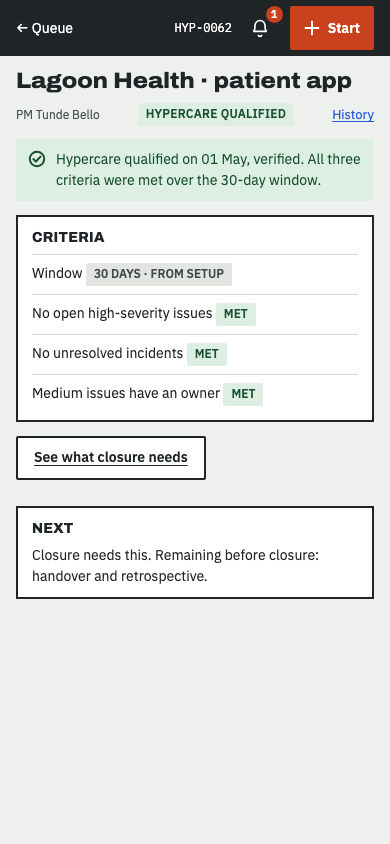 ← Queue
HYP-0062
1
+ Start
Lagoon Health · patient app
PM Tunde Bello
HYPERCARE QUALIFIED
History
Hypercare qualified on 01 May, verified. All three
criteria were met over the 30-day window.
CRITERIA
Window 30 DAYS · FROM SETUP
No open high-severity issues MET
No unresolved incidents MET
Medium issues have an owner MET
See what closure needs
NEXT
Closure needs this. Remaining before closure:
handover and retrospective.